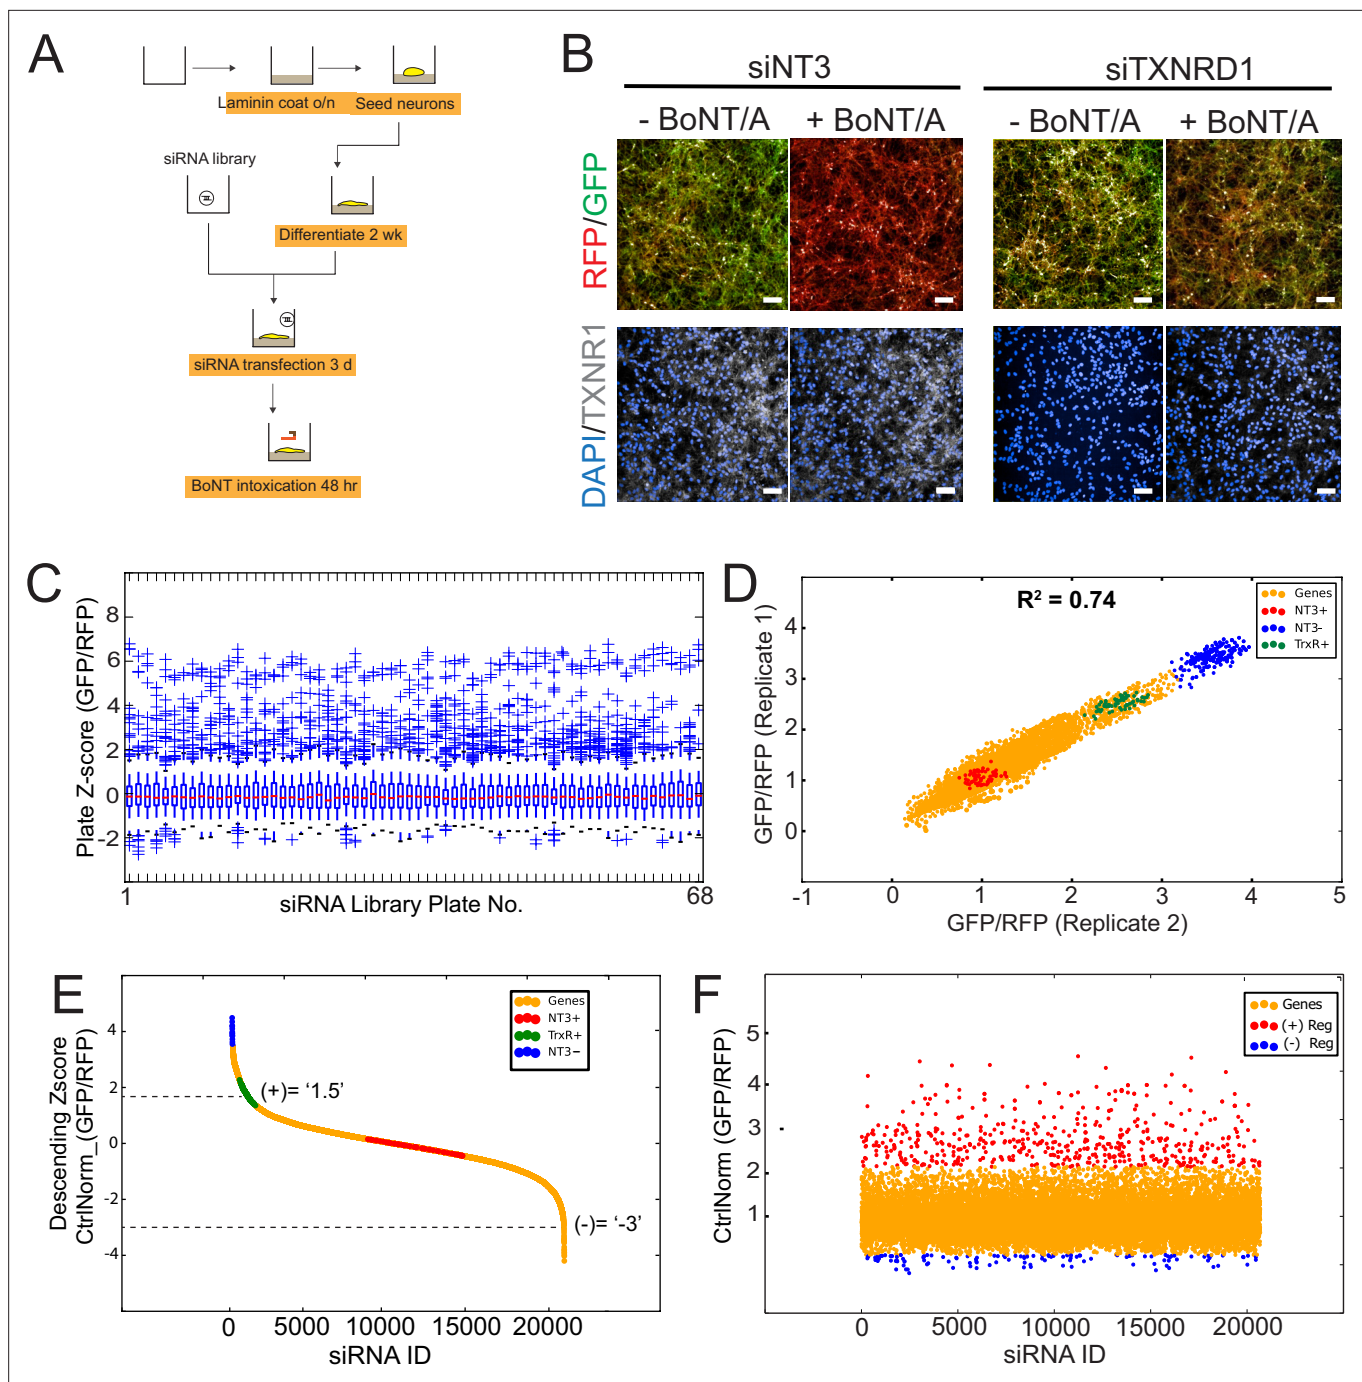 A
Laminin coat o/n
Seed neurons
siRNA library
Differentiate 2 wk
siRNA transfection 3 d
BoNT intoxication 48 hr
B
siNT3
siTXNRD1
- BoNT/A
+ BoNT/A
- BoNT/A
+ BoNT/A
RFP/GFP
DAPI/TXNR1
C
Plate Z-score (GFP/RFP)
8
6
4
2
0
-2
1
68
siRNA Library Plate No.
D
R² = 0.74
Genes
NT3+
NT3-
TrxR+
GFP/RFP (Replicate 1)
4
3
2
1
0
-1
0
1
2
3
4
5
GFP/RFP (Replicate 2)
E
Genes
NT3+
TrxR+
NT3−
Descending Zscore
CtrlNorm_(GFP/RFP)
4
2
0
-2
-4
(+)= ‘1.5’
(-)= ‘-3’
0
5000
10000
15000
20000
siRNA ID
F
Genes
(+) Reg
(-) Reg
CtrlNorm (GFP/RFP)
5
4
3
2
1
0
5000
10000
15000
20000
siRNA ID